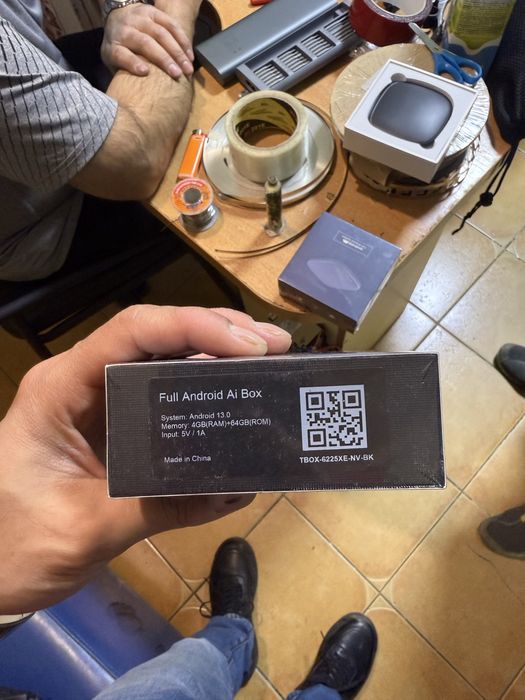 Full Android Ai Box
System: Android 13.0
Memory: 4GB(RAM)+64GB(ROM)
Input: 5V / 1A
Made in China
TBOX-6225XE-NV-BK